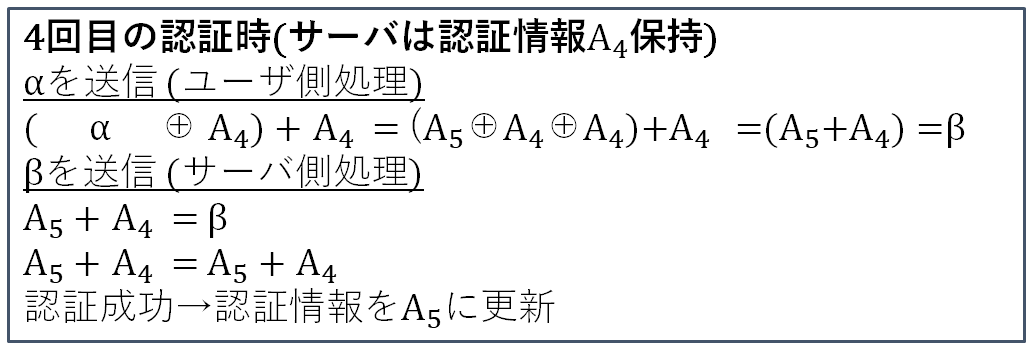 4回目の認証時(サーバは認証情報A₄保持)
αを送信 (ユーザ側処理)
( α ⊕ A₄) + A₄ = (A₅⊕A₄⊕A₄)+A₄ =(A₅+A₄) =β
βを送信 (サーバ側処理)
A₅ + A₄ = β
A₅ + A₄ = A₅ + A₄
認証成功→認証情報をA₅に更新